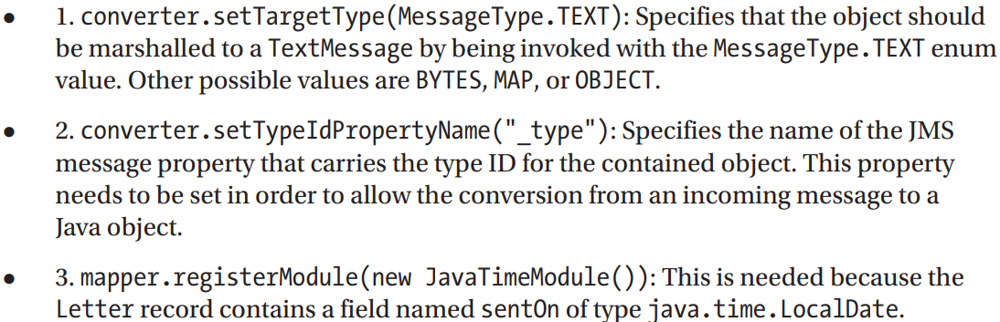 • 1. converter.setTargetType(MessageType.TEXT): Specifies that the object should
be marshalled to a TextMessage by being invoked with the MessageType.TEXT enum
value. Other possible values are BYTES, MAP, or OBJECT.
• 2. converter.setTypeIdPropertyName("_type"): Specifies the name of the JMS
message property that carries the type ID for the contained object. This property
needs to be set in order to allow the conversion from an incoming message to a
Java object.
• 3. mapper.registerModule(new JavaTimeModule()): This is needed because the
Letter record contains a field named sentOn of type java.time.LocalDate.